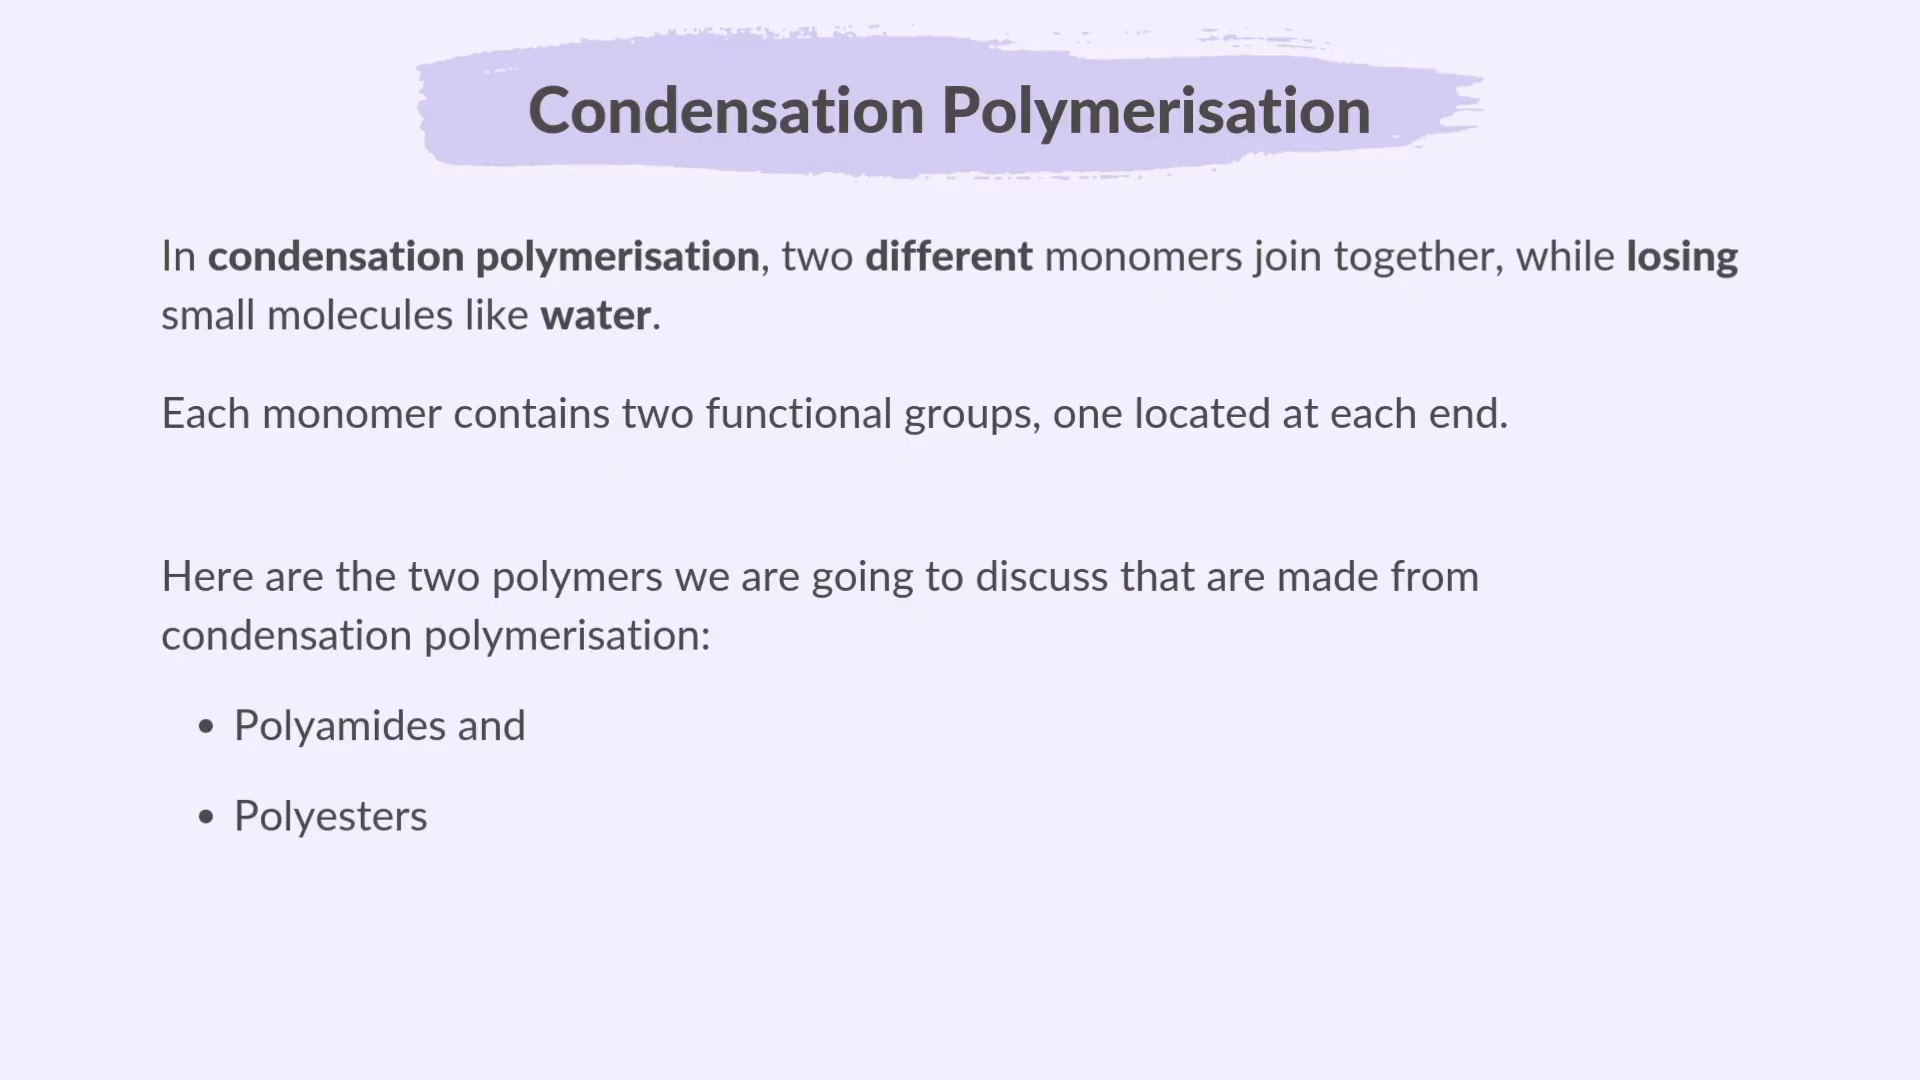 Condensation Polymerisation
In condensation polymerisation, two different monomers join together, while losing
small molecules like water.
Each monomer contains two functional groups, one located at each end.
Here are the two polymers we are going to discuss that are made from
condensation polymerisation:
• Polyamides and
• Polyesters